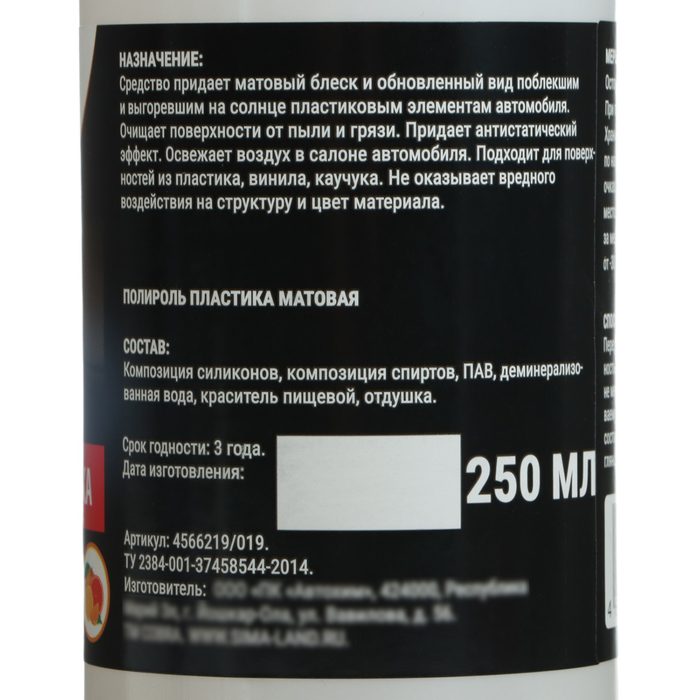 НАЗНАЧЕНИЕ:
Средство придает матовый блеск и обновленный вид поблекшим
и выгоревшим на солнце пластиковым элементам автомобиля.
Очищает поверхности от пыли и грязи. Придает антистатический
эффект. Освежает воздух в салоне автомобиля. Подходит для поверх-
ностей из пластика, винила, каучука. Не оказывает вредного
воздействия на структуру и цвет материала.
ПОЛИРОЛЬ ПЛАСТИКА МАТОВАЯ
СОСТАВ:
Композиция силиконов, композиция спиртов, ПАВ, деминерализо-
ванная вода, краситель пищевой, отдушка.
Срок годности: 3 года.
Дата изготовления:
250 МЛ
Артикул: 4566219/019.
ТУ 2384-001-37458544-2014.
Изготовитель: